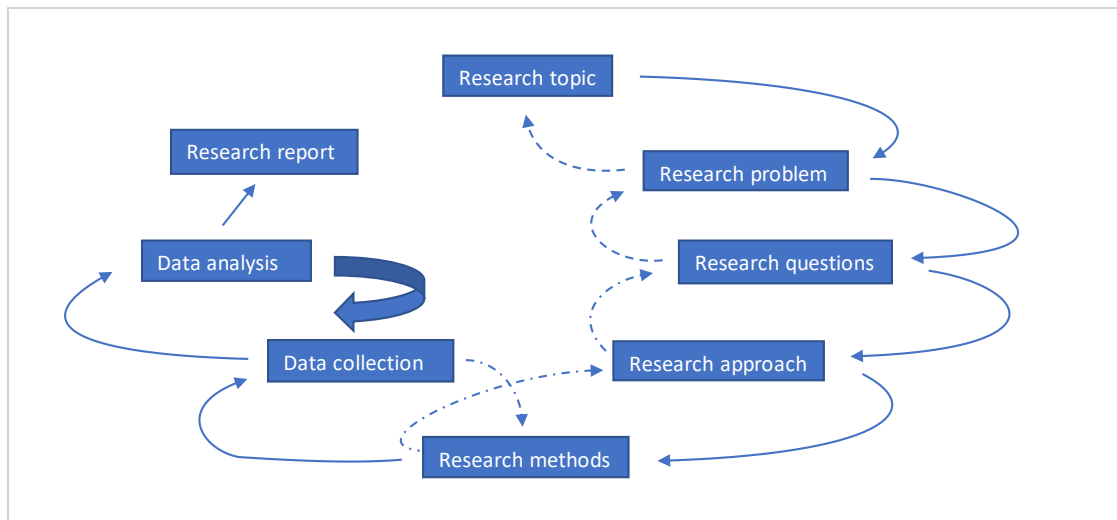 Research topic
Research report
Research problem
Data analysis
Research questions
Data collection
Research approach
Research methods